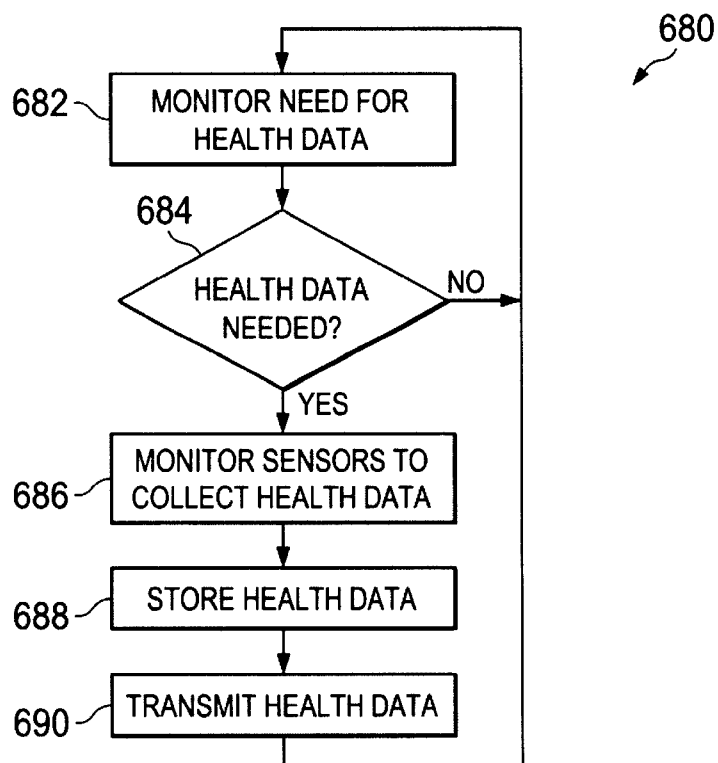 680
682
MONITOR NEED FOR
HEALTH DATA
684
HEALTH DATA
NEEDED?
NO
YES
686
MONITOR SENSORS TO
COLLECT HEALTH DATA
688
STORE HEALTH DATA
690
TRANSMIT HEALTH DATA